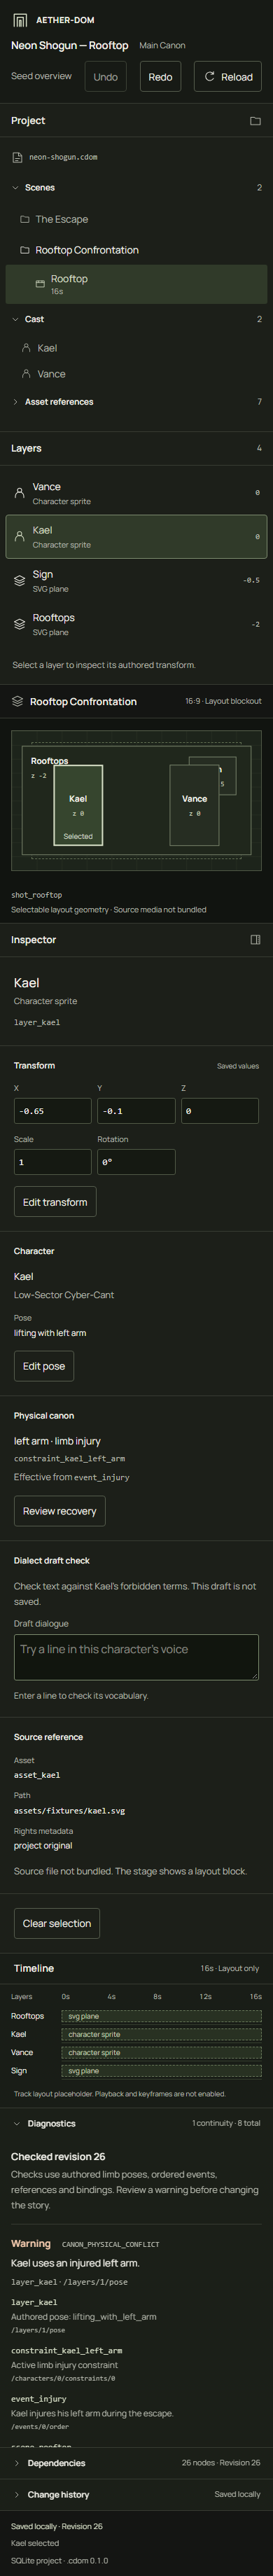 AETHER-DOM
Neon Shogun — Rooftop Main Canon
Seed overview Undo Redo Reload
Project
neon-shogun.cdom
Scenes 2
The Escape
Rooftop Confrontation
Rooftop
16s
Cast 2
Kael
Vance
Asset references 7
Layers 4
Vance
Character sprite 0
Kael
Character sprite 0
Sign
SVG plane -0.5
Rooftops
SVG plane -2
Select a layer to inspect its authored transform.
Rooftop Confrontation 16:9 · Layout blockout
Rooftops
z -2
Kael
z 0
Selected
Vance
z 0
shot_rooftop
Selectable layout geometry · Source media not bundled
Inspector
Kael
Character sprite
layer_kael
Transform Saved values
X Y Z
-0.65 -0.1 0
Scale Rotation
1 0°
Edit transform
Character
Kael
Low-Sector Cyber-Cant
Pose
lifting with left arm
Edit pose
Physical canon
left arm · limb injury
constraint_kael_left_arm
Effective from event_injury
Review recovery
Dialect draft check
Check text against Kael's forbidden terms. This draft is not
saved.
Draft dialogue
Try a line in this character's voice
Enter a line to check its vocabulary.
Source reference
Asset
asset_kael
Path
assets/fixtures/kael.svg
Rights metadata
project original
Source file not bundled. The stage shows a layout block.
Clear selection
Timeline 16s · Layout only
Layers 0s 4s 8s 12s 16s
Rooftops svg plane
Kael character sprite
Vance character sprite
Sign svg plane
Track layout placeholder. Playback and keyframes are not enabled.
Diagnostics 1 continuity · 8 total
Checked revision 26
Checks use authored limb poses, ordered events,
references and bindings. Review a warning before changing
the story.
Warning CANON_PHYSICAL_CONFLICT
Kael uses an injured left arm.
layer_kael · /layers/1/pose
layer_kael
Authored pose: lifting_with_left_arm
/layers/1/pose
constraint_kael_left_arm
Active limb injury constraint
/characters/0/constraints/0
event_injury
Kael injures his left arm during the escape.
/events/0/order
Dependencies 26 nodes · Revision 26
Change history Saved locally
Saved locally · Revision 26
Kael selected
SQLite project · .cdom 0.1.0